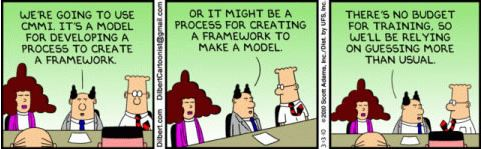 WE'RE GOING TO USE
CMMI. IT'S A MODEL
FOR DEVELOPING A
PROCESS TO CREATE
A FRAMEWORK.
Dilbert.com DilbertCartoonist@gmail.com
OR IT MIGHT BE A
PROCESS FOR CREATING
A FRAMEWORK TO
MAKE A MODEL.
3-13-10 ©2010 Scott Adams, Inc./Dist. by UFS, Inc.
THERE'S NO BUDGET
FOR TRAINING, SO
WE'LL BE RELYING
ON GUESSING MORE
THAN USUAL.